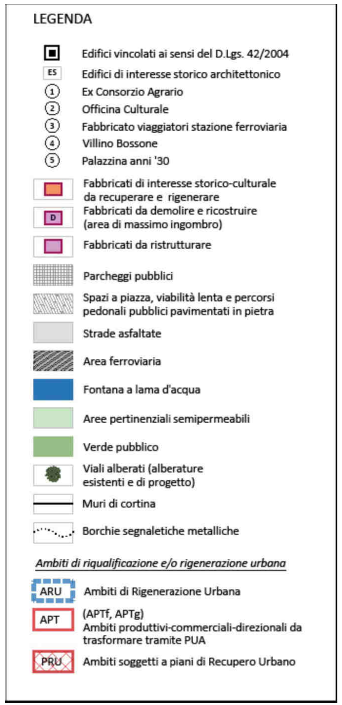 LEGENDA
Edifici vincolati ai sensi del D.Lgs. 42/2004
ES Edifici di interesse storico architettonico
1 Ex Consorzio Agrario
2 Officina Culturale
3 Fabbricato viaggiatori stazione ferroviaria
4 Villino Bossone
5 Palazzina anni '30
Fabbricati di interesse storico-culturale
da recuperare e rigenerare
D Fabbricati da demolire e ricostruire
(area di massimo ingombro)
Fabbricati da ristrutturare
Parcheggi pubblici
Spazi a piazza, viabilità lenta e percorsi
pedonali pubblici pavimentati in pietra
Strade asfaltate
Area ferroviaria
Fontana a lama d'acqua
Aree pertinenziali semipermeabili
Verde pubblico
Viali alberati (alberature
esistenti e di progetto)
Muri di cortina
Borchie segnaletiche metalliche
Ambiti di riqualificazione e/o rigenerazione urbana
ARU Ambiti di Rigenerazione Urbana
APT (APTf, APTg)
Ambiti produttivi-commerciali-direzionali da
trasformare tramite PUA
PRU Ambiti soggetti a piani di Recupero Urbano